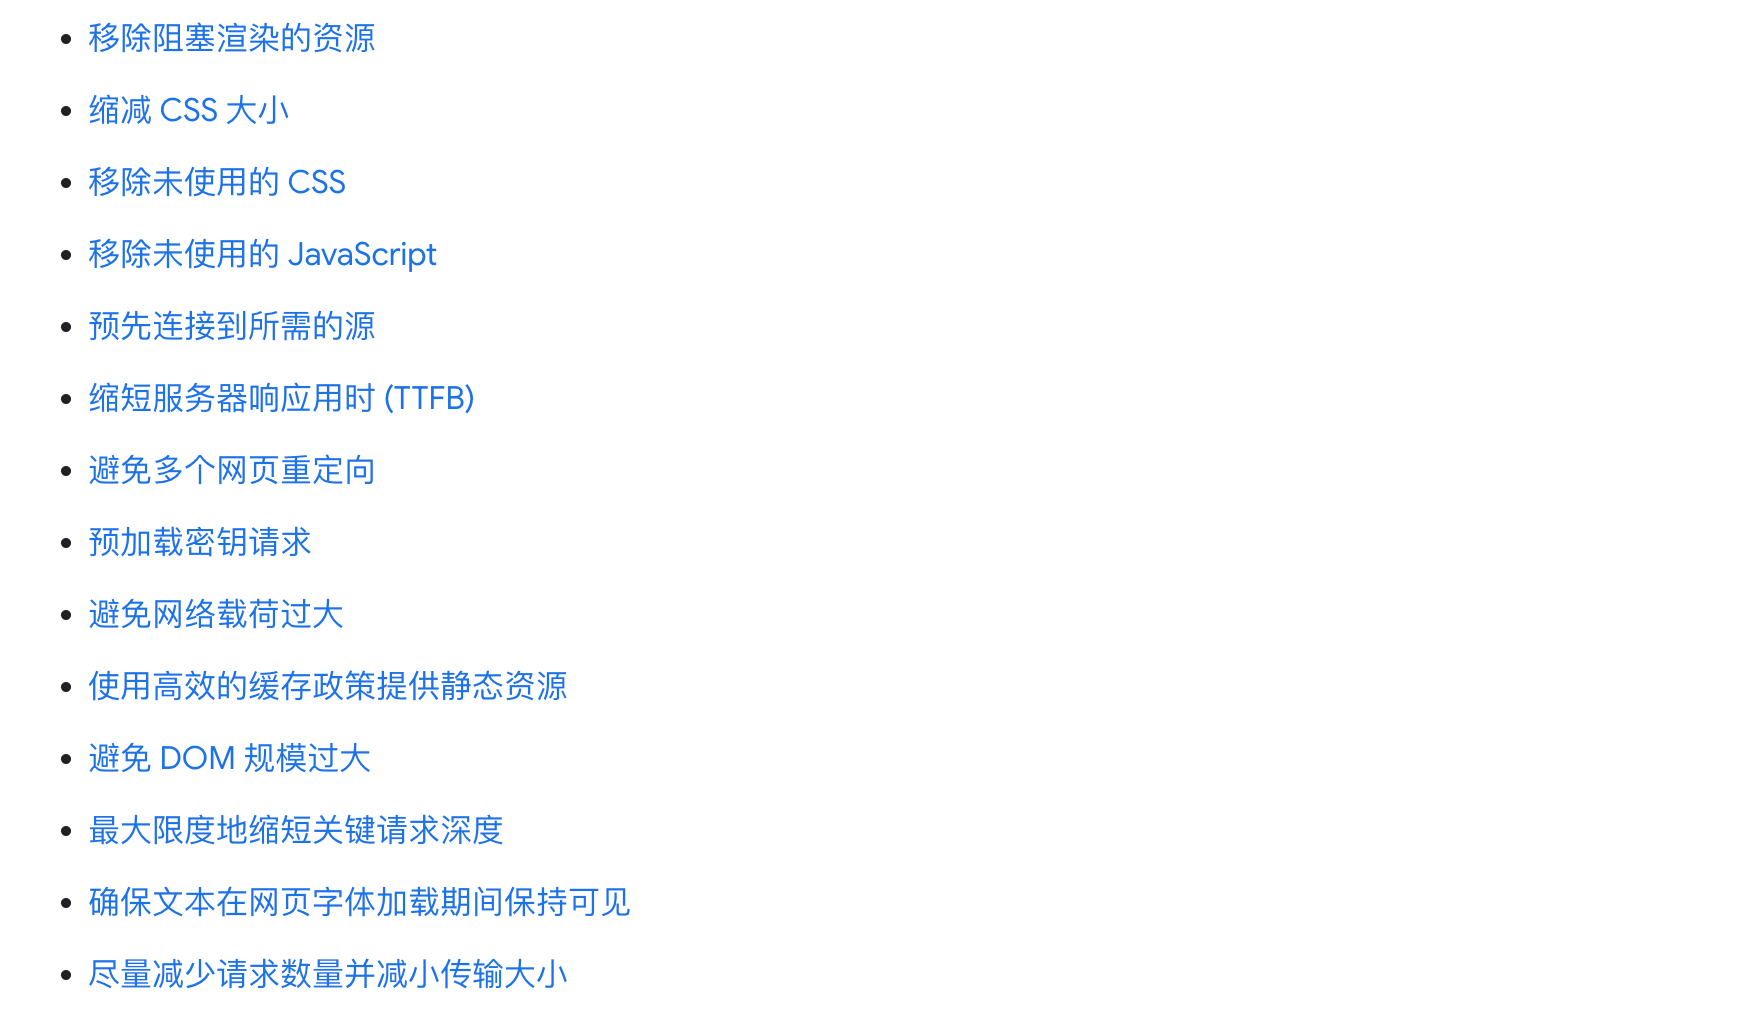 移除阻塞渲染的资源
缩减 CSS 大小
移除未使用的 CSS
移除未使用的 JavaScript
预先连接到所需的源
缩短服务器响应用时 (TTFB)
避免多个网页重定向
预加载密钥请求
避免网络载荷过大
使用高效的缓存政策提供静态资源
避免 DOM 规模过大
最大限度地缩短关键请求深度
确保文本在网页字体加载期间保持可见
尽量减少请求数量并减小传输大小